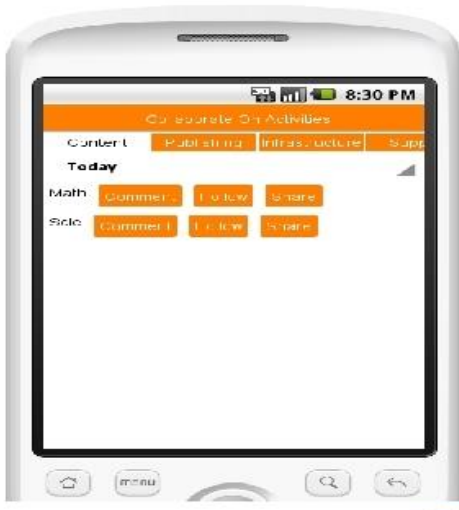 8:30 PM
Collaborate On Activities
Content Publishing Infrastructure Supp
Today
Math Comment Follow Share
Scie Comment Follow Share
menu